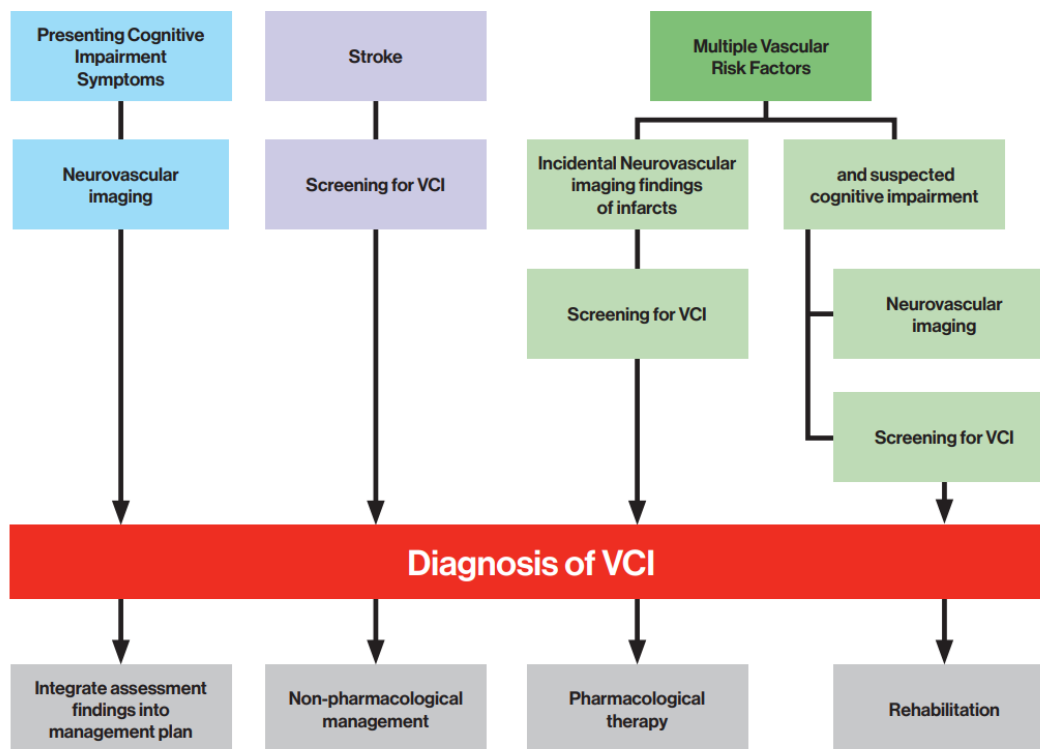 Presenting Cognitive
Impairment
Symptoms
Stroke
Multiple Vascular
Risk Factors
Neurovascular
imaging
Screening for VCI
Incidental Neurovascular
imaging findings
of infarcts
and suspected
cognitive impairment
Screening for VCI
Neurovascular
imaging
Screening for VCI
Diagnosis of VCI
Integrate assessment
findings into
management plan
Non-pharmacological
management
Pharmacological
therapy
Rehabilitation